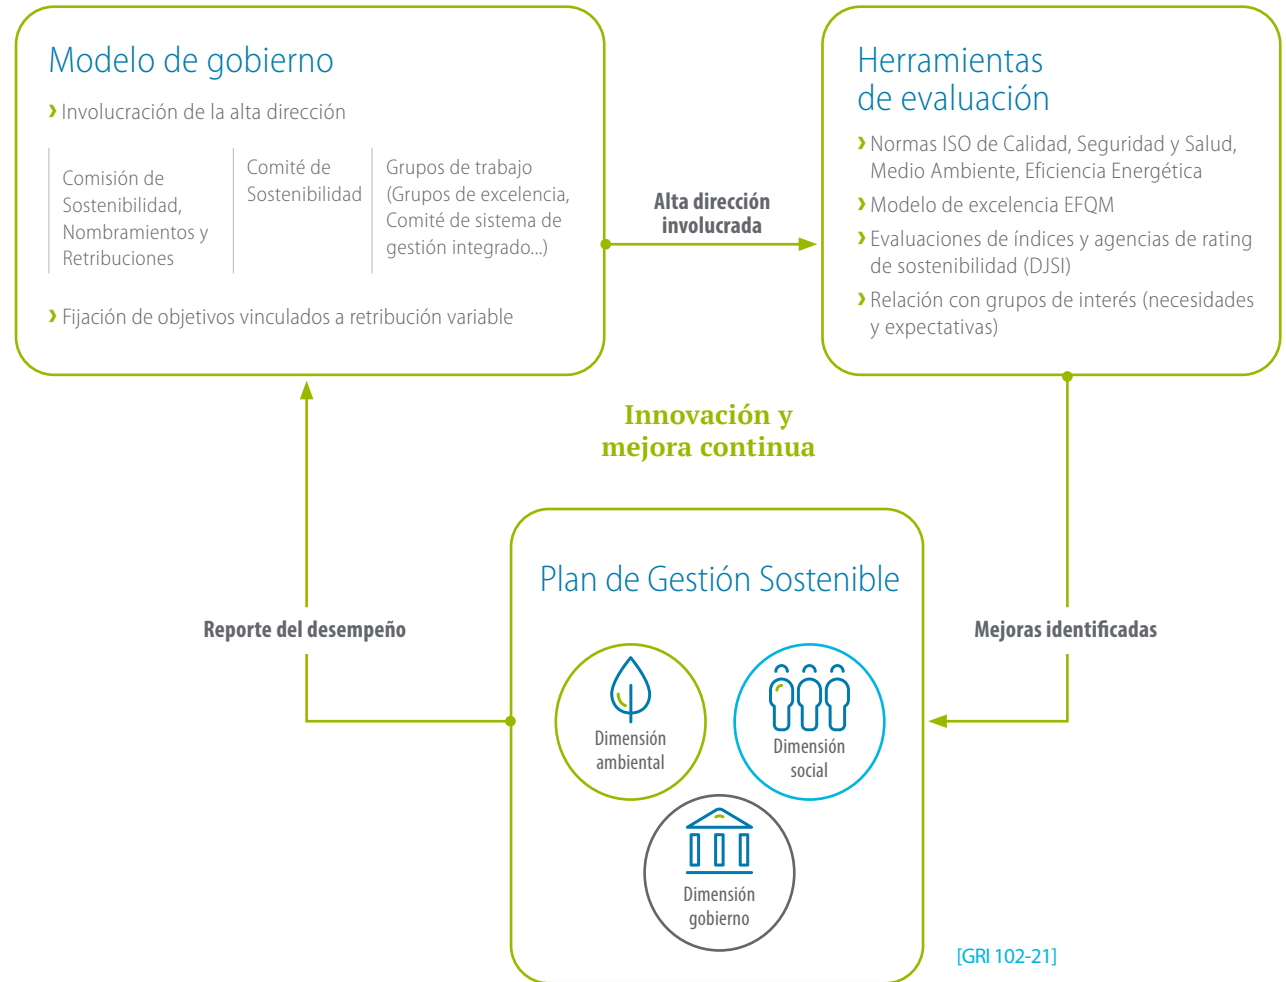 Modelo de gobierno
› Involucración de la alta dirección
Comisión de
Sostenibilidad,
Nombramientos y
Retribuciones
Comité de
Sostenibilidad
Grupos de trabajo
(Grupos de excelencia,
Comité de sistema de
gestión integrado...)
› Fijación de objetivos vinculados a retribución variable
Alta dirección
involucrada
Herramientas
de evaluación
› Normas ISO de Calidad, Seguridad y Salud,
Medio Ambiente, Eficiencia Energética
› Modelo de excelencia EFQM
› Evaluaciones de índices y agencias de rating
de sostenibilidad (DJSI)
› Relación con grupos de interés (necesidades
y expectativas)
Innovación y
mejora continua
Reporte del desempeño
Mejoras identificadas
Plan de Gestión Sostenible
Dimensión
ambiental
Dimensión
social
Dimensión
gobierno
[GRI 102-21]